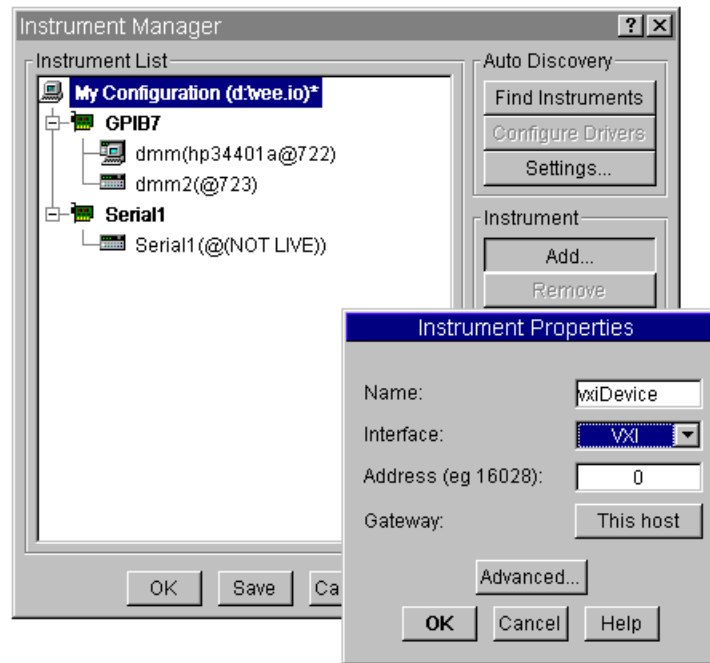 Instrument Manager
? X
Instrument List
My Configuration (d:\vee.io)*
GPIB7
dmm(hp34401a@722)
dmm2(@723)
Serial1
Serial1(@(NOT LIVE))
Auto Discovery
Find Instruments
Configure Drivers
Settings...
Instrument
Add...
Remove
OK
Save
Ca
Instrument Properties
Name:
vxiDevice
Interface:
VXI
Address (eg 16028):
0
Gateway:
This host
Advanced...
OK
Cancel
Help